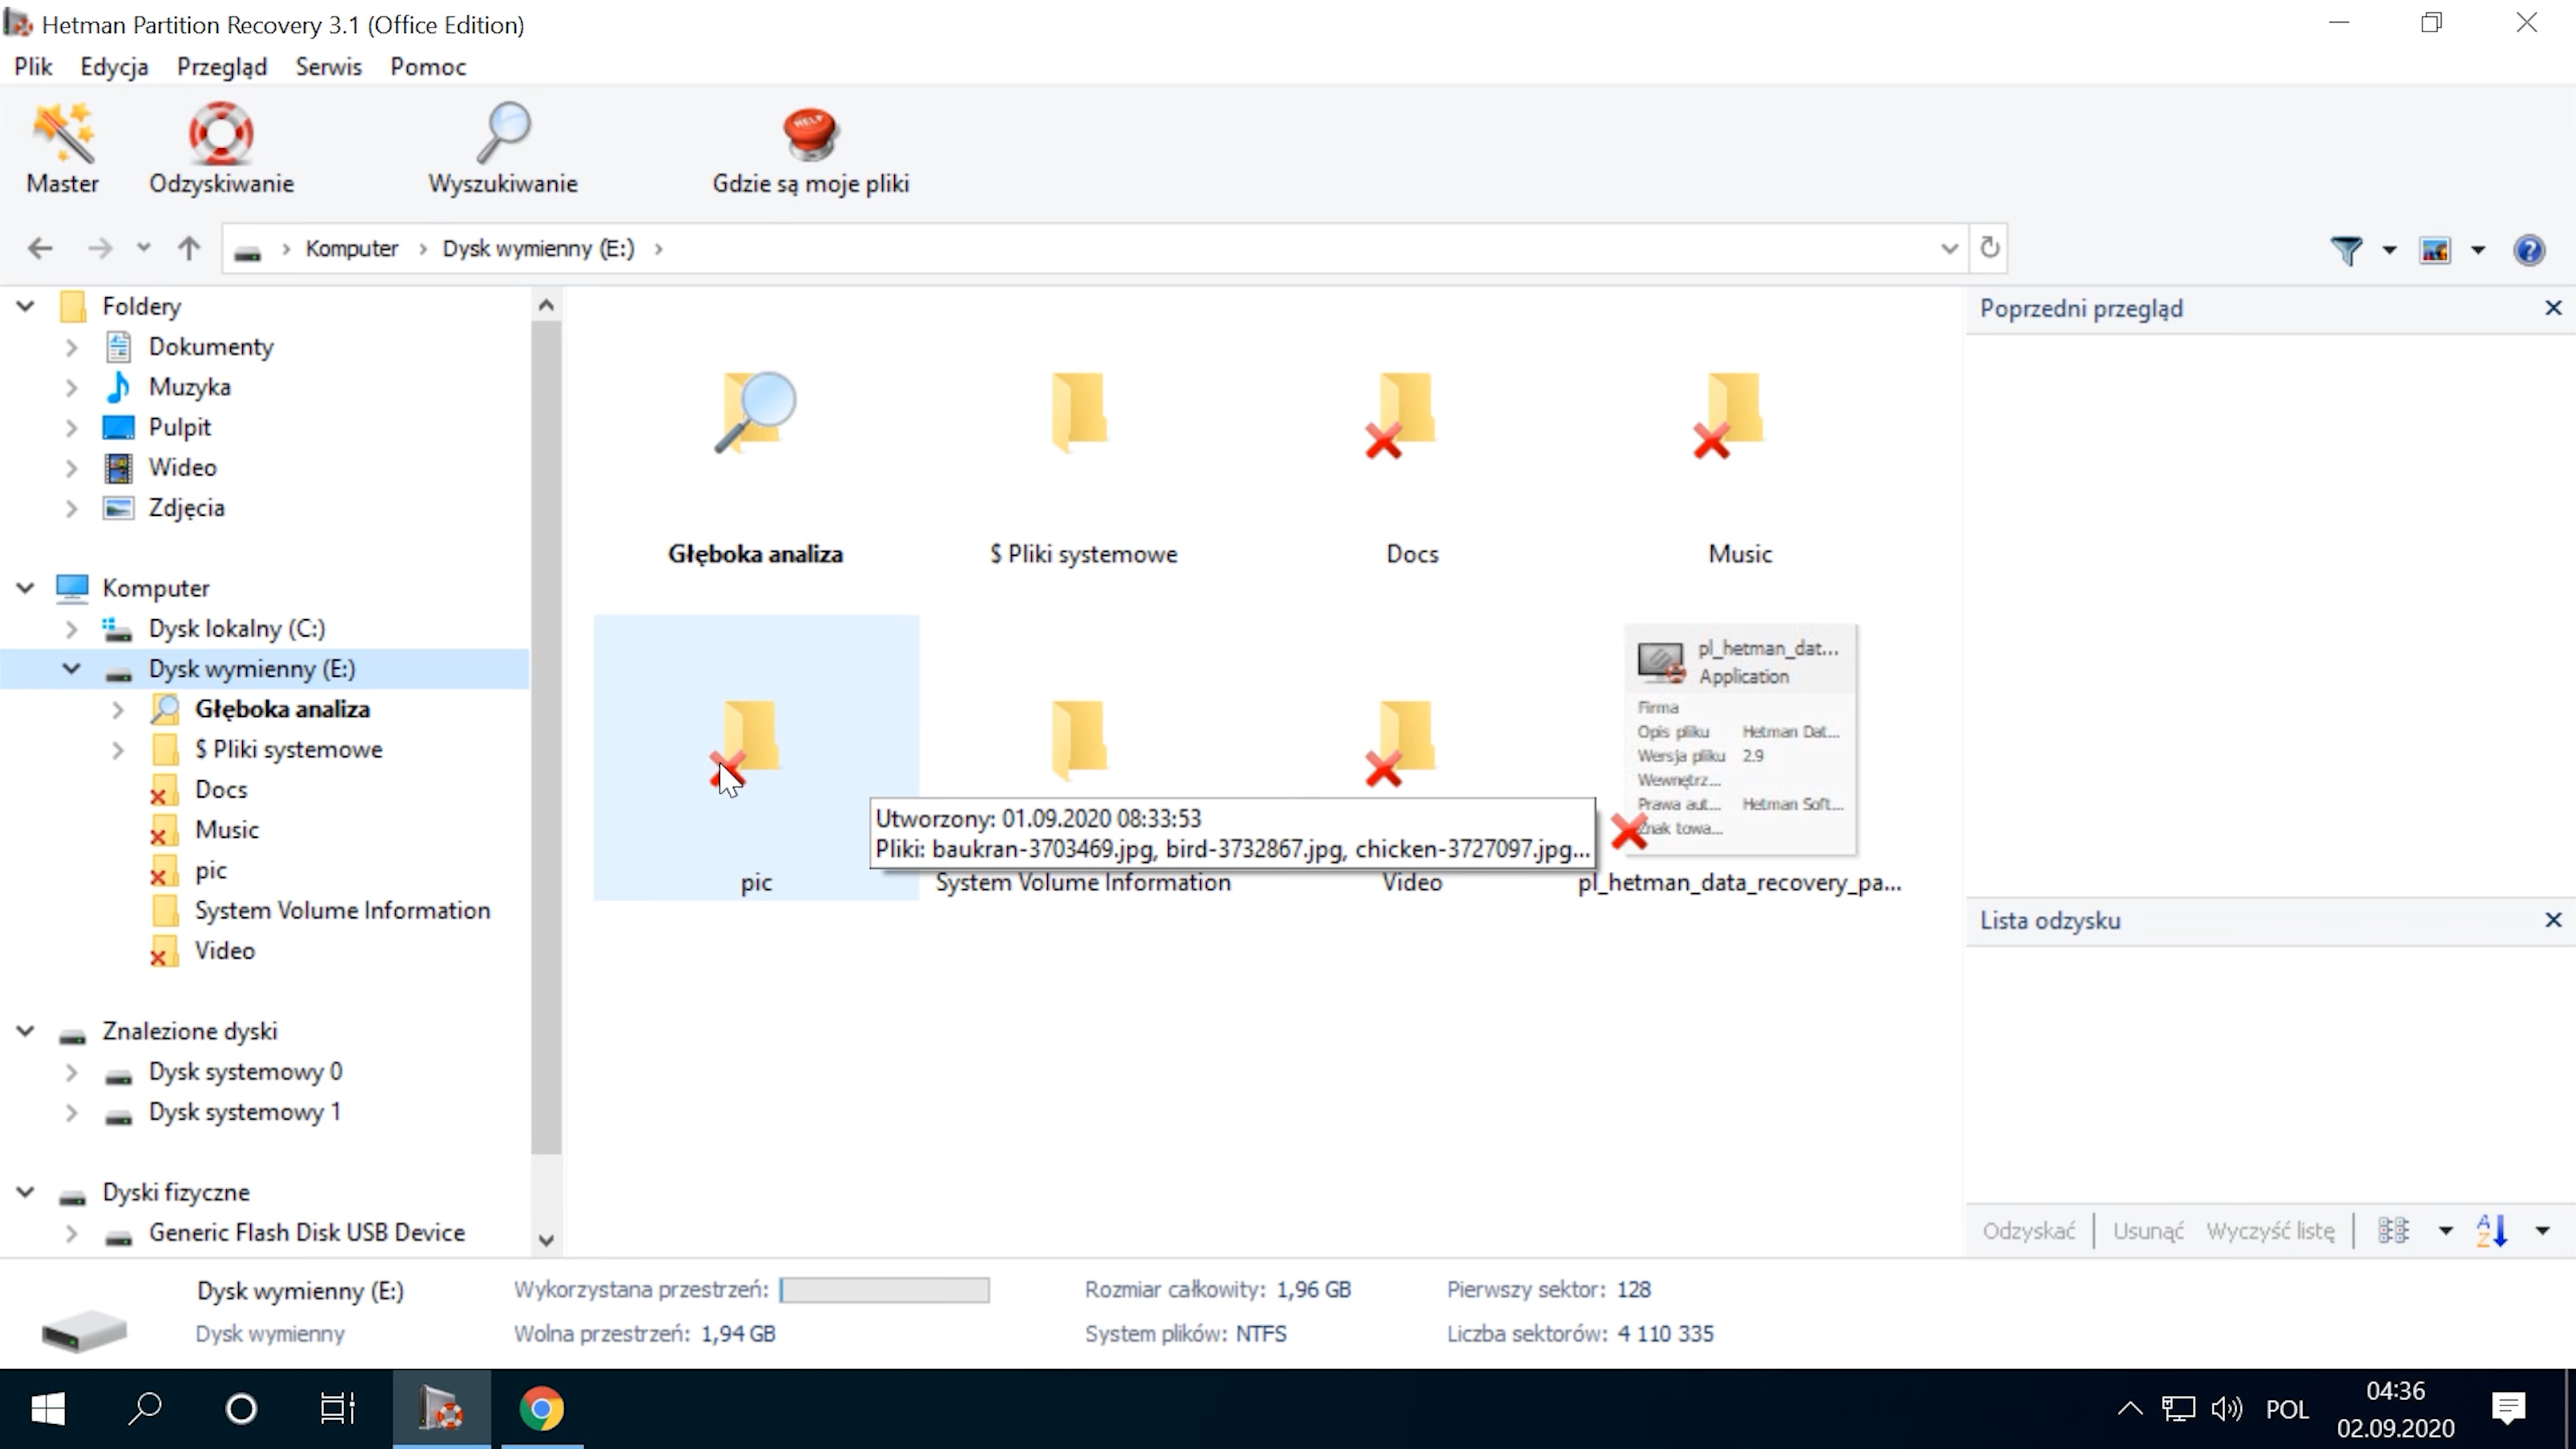 Hetman Partition Recovery 3.1 (Office Edition)
Plik Edycja Przegląd Serwis Pomoc
Master Odzyskiwanie Wyszukiwanie Gdzie są moje pliki
HELP
Komputer Dysk wymienny (E:)
Foldery
Dokumenty
Muzyka
Pulpit
Wideo
Zdjęcia
Komputer
Dysk lokalny (C:)
Dysk wymienny (E:)
Głęboka analiza
$ Pliki systemowe
Docs
Music
pic
System Volume Information
Video
Znalezione dyski
Dysk systemowy 0
Dysk systemowy 1
Dyski fizyczne
Generic Flash Disk USB Device
Głęboka analiza $ Pliki systemowe Docs Music
pl_hetman_dat...
Application
Firma
Opis pliku Hetman Dat...
Wersja pliku 2.9
Wewnętrz...
Prawa aut... Hetman Soft...
Znak towa...
Utworzony: 01.09.2020 08:33:53
Pliki: baukran-3703469.jpg, bird-3732867.jpg, chicken-3727097.jpg...
pic System Volume Information Video pl_hetman_data_recovery_pa...
Poprzedni przegląd
Lista odzysku
Odzyskać Usunąć Wyczyść listę
Dysk wymienny (E:) Wykorzystana przestrzeń: Rozmiar całkowity: 1,96 GB Pierwszy sektor: 128
Dysk wymienny Wolna przestrzeń: 1,94 GB System plików: NTFS Liczba sektorów: 4 110 335
POL
04:36
02.09.2020